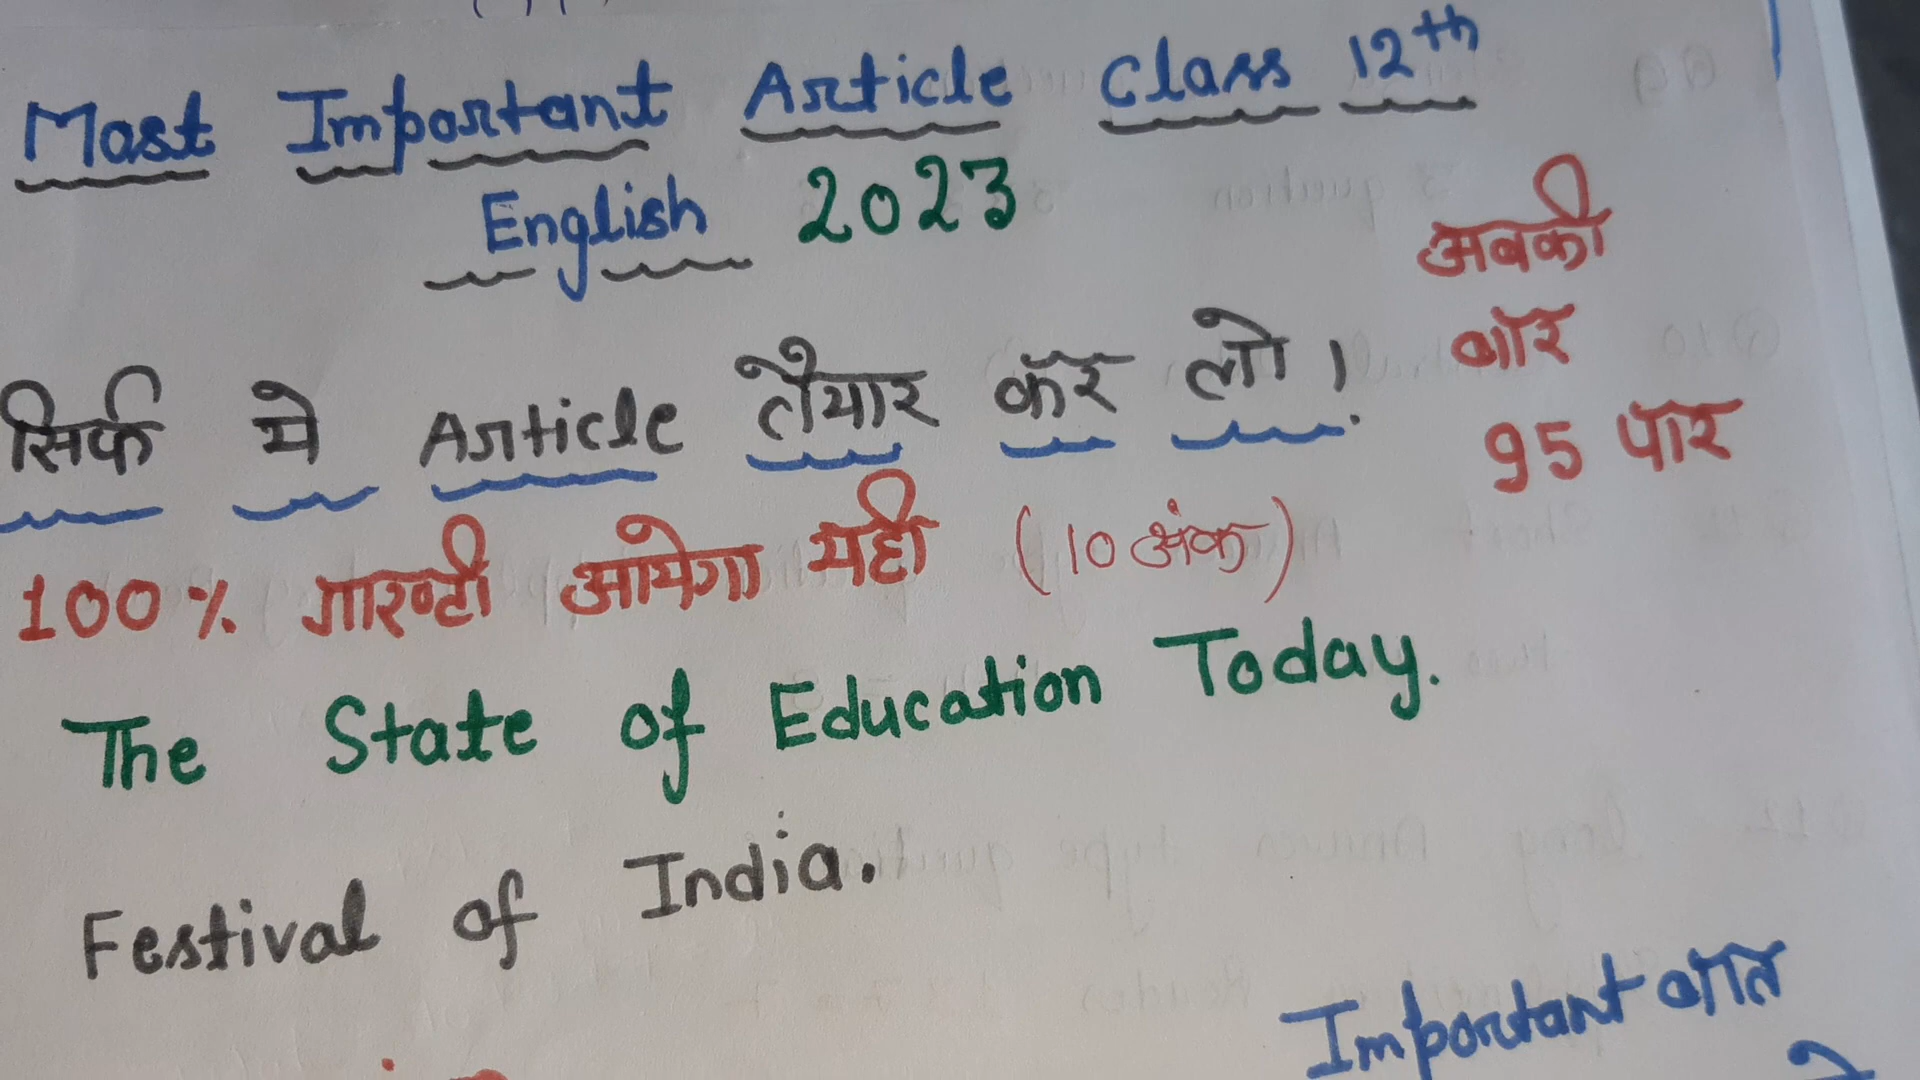 Most Important Article Class 12th
English 2023
अबकी
बार
95 पार
सिर्फ ये Article तैयार कर लो !
100% गारण्टी आयेगा यही (10 अंक)
The State of Education Today.
Festival of India.
Important बात